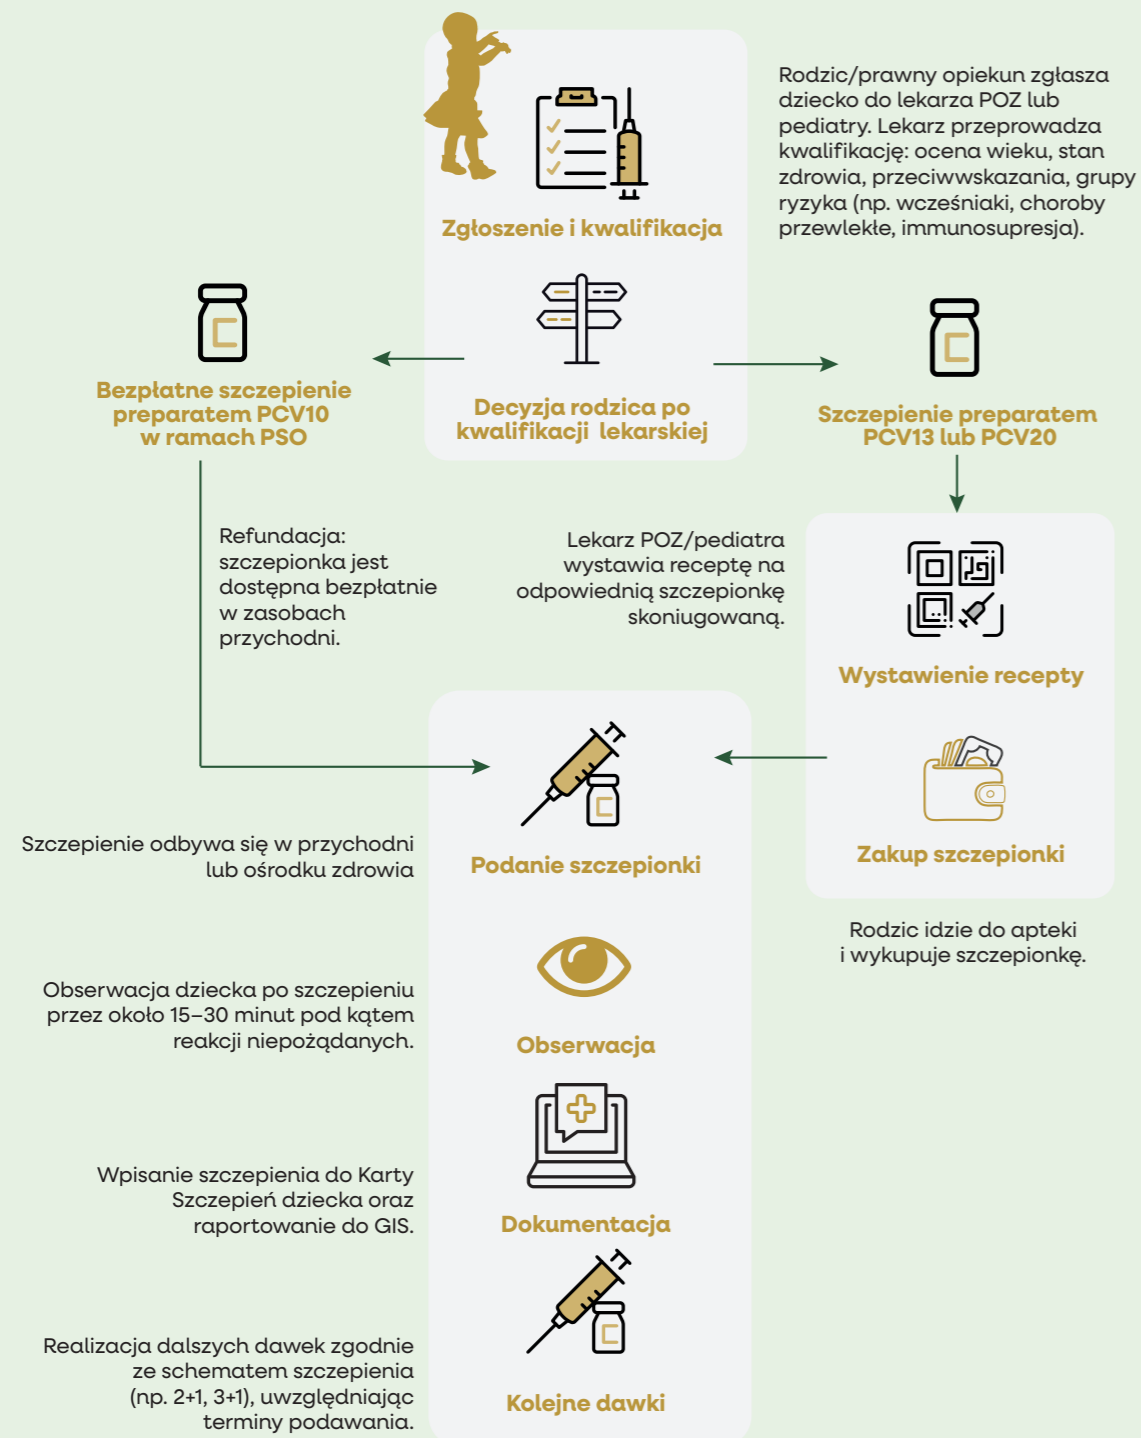 Rodzic/prawny opiekun zgłasza
dziecko do lekarza POZ lub
pediatry. Lekarz przeprowadza
kwalifikację: ocena wieku, stan
zdrowia, przeciwwskazania, grupy
ryzyka (np. wcześniaki, choroby
przewlekłe, immunosupresja).
Zgłoszenie i kwalifikacja
Bezpłatne szczepienie
preparatem PCV10
w ramach PSO
Decyzja rodzica po
kwalifikacji lekarskiej
Szczepienie preparatem
PCV13 lub PCV20
Refundacja:
szczepionka jest
dostępna bezpłatnie
w zasobach
przychodni.
Lekarz POZ/pediatra
wystawia receptę na
odpowiednią szczepionkę
skoniugowaną.
Wystawienie recepty
Zakup szczepionki
Rodzic idzie do apteki
i wykupuje szczepionkę.
Szczepienie odbywa się w przychodni
lub ośrodku zdrowia
Podanie szczepionki
Obserwacja dziecka po szczepieniu
przez około 15–30 minut pod kątem
reakcji niepożądanych.
Obserwacja
Wpisanie szczepienia do Karty
Szczepień dziecka oraz
raportowanie do GIS.
Dokumentacja
Realizacja dalszych dawek zgodnie
ze schematem szczepienia
(np. 2+1, 3+1), uwzględniając
terminy podawania.
Kolejne dawki